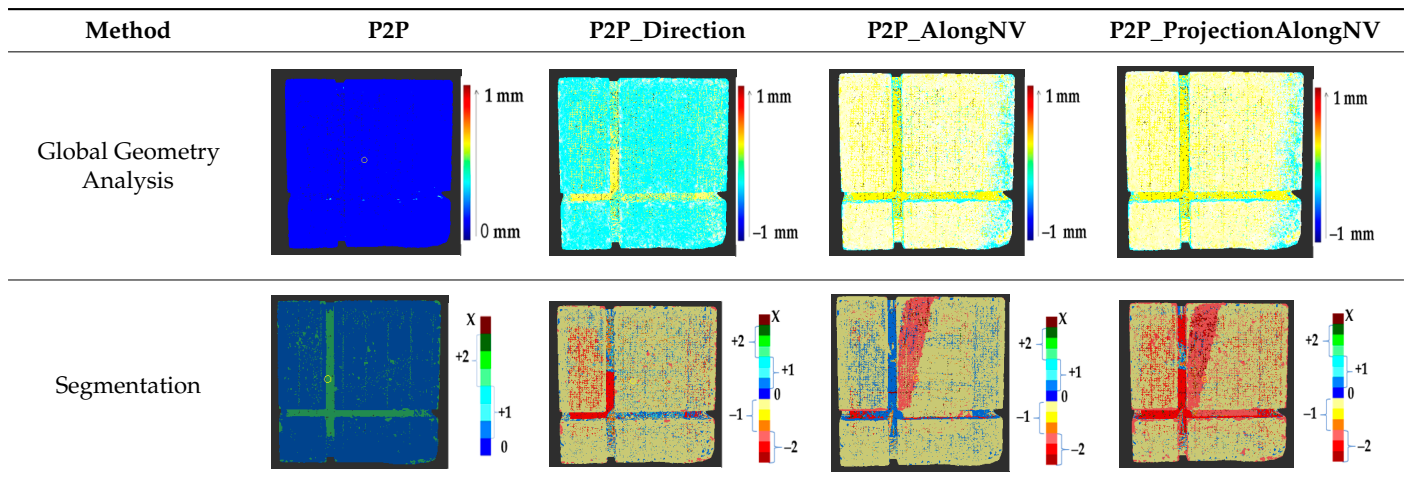 Method P2P P2P_Direction P2P_AlongNV P2P_ProjectionAlongNV
Global Geometry
Analysis
1 mm
0 mm
1 mm
–1 mm
1 mm
–1 mm
1 mm
–1 mm
Segmentation
X
+2
+1
0
X
+2
+1
0
–1
–2
X
+2
+1
0
–1
–2
X
+2
+1
0
–1
–2